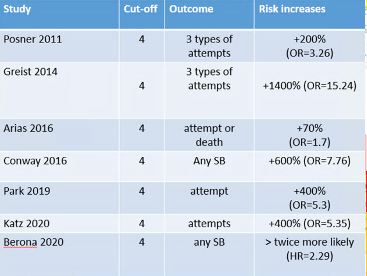 Study Cut-off Outcome Risk increases
Posner 2011 4 3 types of attempts +200% (OR=3.26)
Greist 2014 4 3 types of attempts +1400% (OR=15.24)
Arias 2016 4 attempt or death +70% (OR=1.7)
Conway 2016 4 Any SB +600% (OR=7.76)
Park 2019 4 attempt +400% (OR=5.3)
Katz 2020 4 attempts +400% (OR=5.35)
Berona 2020 4 any SB > twice more likely (HR=2.29)